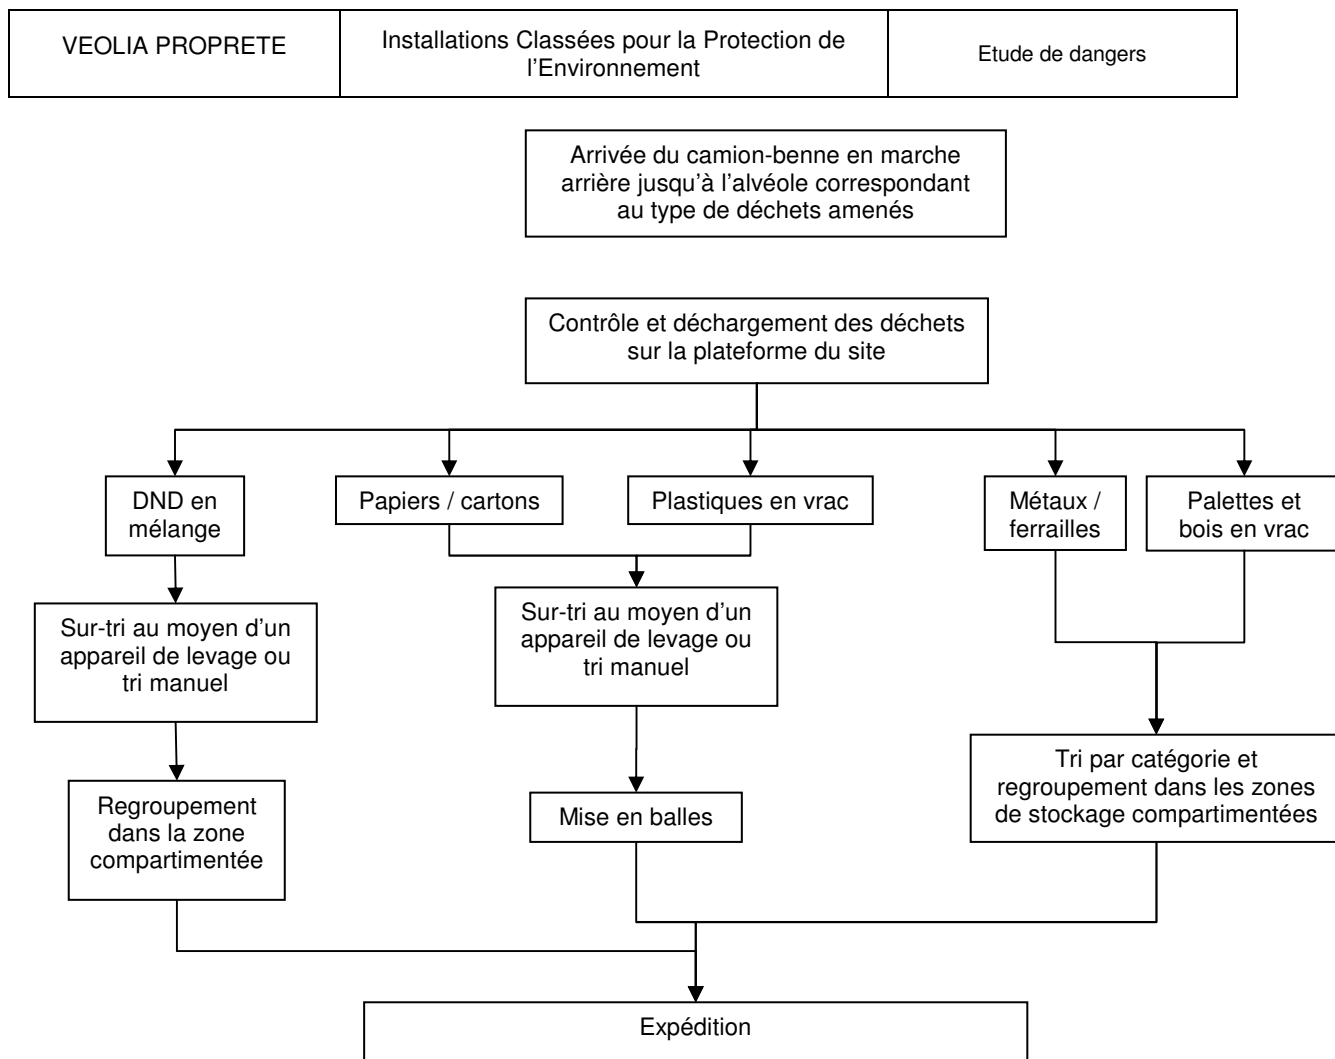 VEOLIA PROPRETE
Installations Classées pour la Protection de
l'Environnement
Etude de dangers
Arrivée du camion-benne en marche
arrière jusqu'à l'alvéole correspondant
au type de déchets amenés
Contrôle et déchargement des déchets
sur la plateforme du site
DND en
mélange
Papiers / cartons
Plastiques en vrac
Métaux /
ferrailles
Palettes et
bois en vrac
Sur-tri au moyen d'un
appareil de levage ou
tri manuel
Sur-tri au moyen d'un
appareil de levage ou
tri manuel
Regroupement
dans la zone
compartimentée
Mise en balles
Tri par catégorie et
regroupement dans les zones
de stockage compartimentées
Expédition